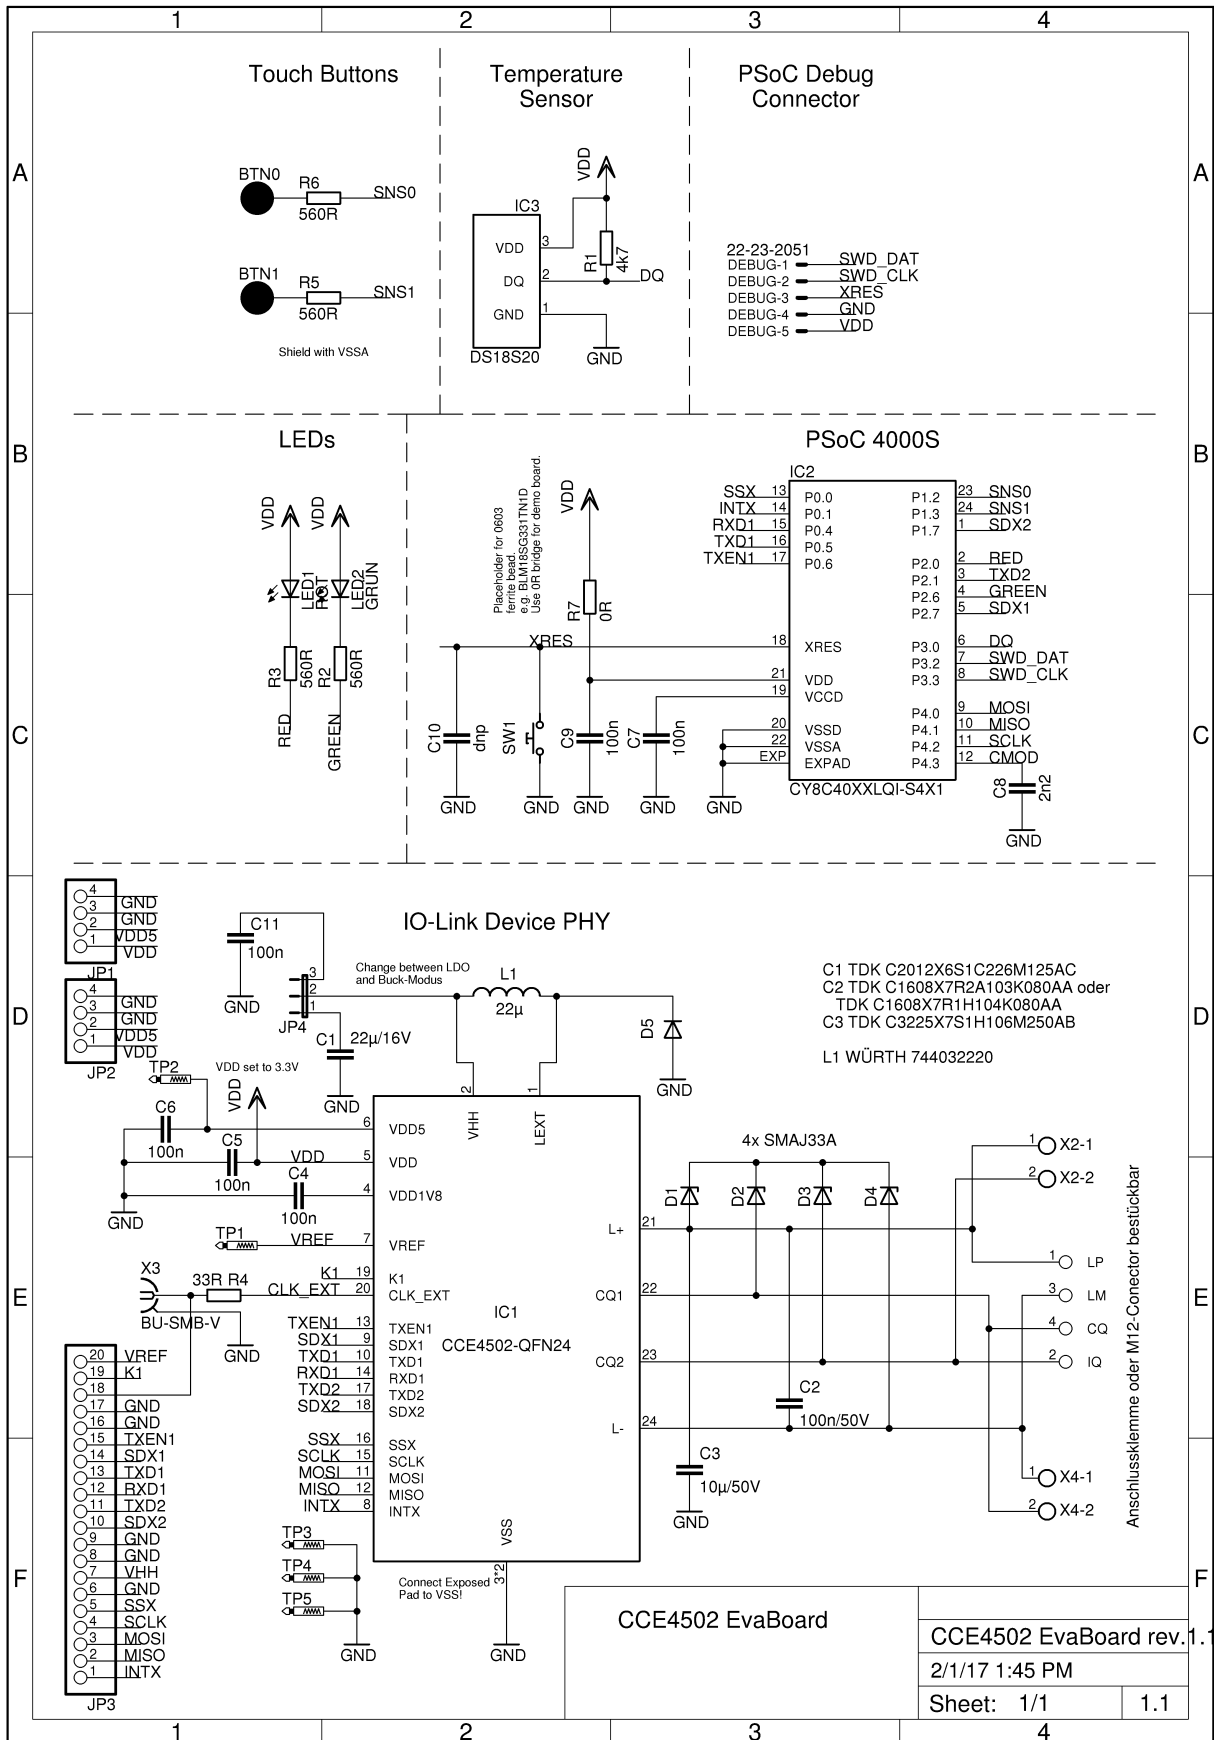 1 2 3 4
A
B
C
D
E
F
A
B
C
D
E
F
Touch Buttons
BTN0
R6
560R
SNS0
BTN1
R5
560R
SNS1
Shield with VSSA
Temperature
Sensor
VDD
IC3
VDD 3
DQ 2
GND 1
R1
4k7
DQ
DS18S20
GND
PSoC Debug
Connector
22-23-2051
DEBUG-1 SWD_DAT
DEBUG-2 SWD_CLK
DEBUG-3 XRES
DEBUG-4 GND
DEBUG-5 VDD
LEDs
VDD
VDD
LED1
ROT
LED2
GRUN
R3
560R
R2
560R
RED
GREEN
PSoC 4000S
Placeholder for 0603
ferrite bead.
e.g. BLM18SG331TN1D
Use 0R bridge for demo board.
VDD
R7
0R
XRES
C10
dnp
SW1
C9
100n
C7
100n
GND
GND
GND
GND
GND
IC2
SSX 13 P0.0
INTX 14 P0.1
RXD1 15 P0.4
TXD1 16 P0.5
TXEN1 17 P0.6
18 XRES
21 VDD
19 VCCD
20 VSSD
22 VSSA
EXP EXPAD
P1.2 23 SNS0
P1.3 24 SNS1
P1.7 1 SDX2
P2.0 2 RED
P2.1 3 TXD2
P2.6 4 GREEN
P2.7 5 SDX1
P3.0 6 DQ
P3.2 7 SWD_DAT
P3.3 8 SWD_CLK
P4.0 9 MOSI
P4.1 10 MISO
P4.2 11 SCLK
P4.3 12 CMOD
CY8C40XXLQI-S4X1
C8
2n2
GND
4 GND
3 GND
2 VDD5
1 VDD
JP1
4 GND
3 GND
2 VDD5
1 VDD
JP2
IO-Link Device PHY
C11
100n
GND
3
2
1
JP4
Change between LDO
and Buck-Modus
L1
22µ
C1
22µ/16V
GND
D5
GND
C1 TDK C2012X6S1C226M125AC
C2 TDK C1608X7R2A103K080AA oder
TDK C1608X7R1H104K080AA
C3 TDK C3225X7S1H106M250AB
L1 WÜRTH 744032220
TP2
VDD set to 3.3V
VDD
C6
100n
C5
100n
VDD
C4
100n
GND
TP1
VREF
2 VHH
1 LEXT
6 VDD5
5 VDD
4 VDD1V8
7 VREF
K1 19 K1
CLK_EXT 20 CLK_EXT
TXEN1 13 TXEN1
SDX1 9 SDX1
TXD1 10 TXD1
RXD1 14 RXD1
TXD2 17 TXD2
SDX2 18 SDX2
SSX 16 SSX
SCLK 15 SCLK
MOSI 11 MOSI
MISO 12 MISO
INTX 8 INTX
IC1
CCE4502-QFN24
L+ 21
CQ1 22
CQ2 23
L- 24
VSS
3*2
Connect Exposed
Pad to VSS!
GND
X3
33R R4
BU-SMB-V
GND
20 VREF
19 K1
18
17 GND
16 GND
15 TXEN1
14 SDX1
13 TXD1
12 RXD1
11 TXD2
10 SDX2
9 GND
8 GND
7 VHH
6 GND
5 SSX
4 SCLK
3 MOSI
2 MISO
1 INTX
JP3
TP3
TP4
TP5
GND
4x SMAJ33A
D1
D2
D3
D4
C2
100n/50V
C3
10µ/50V
GND
1 X2-1
2 X2-2
1 LP
3 LM
4 CQ
2 IQ
1 X4-1
2 X4-2
Anschlussklemme oder M12-Conector bestückbar
CCE4502 EvaBoard
CCE4502 EvaBoard rev.1.1
2/1/17 1:45 PM
Sheet: 1/1
1.1
1 2 3 4